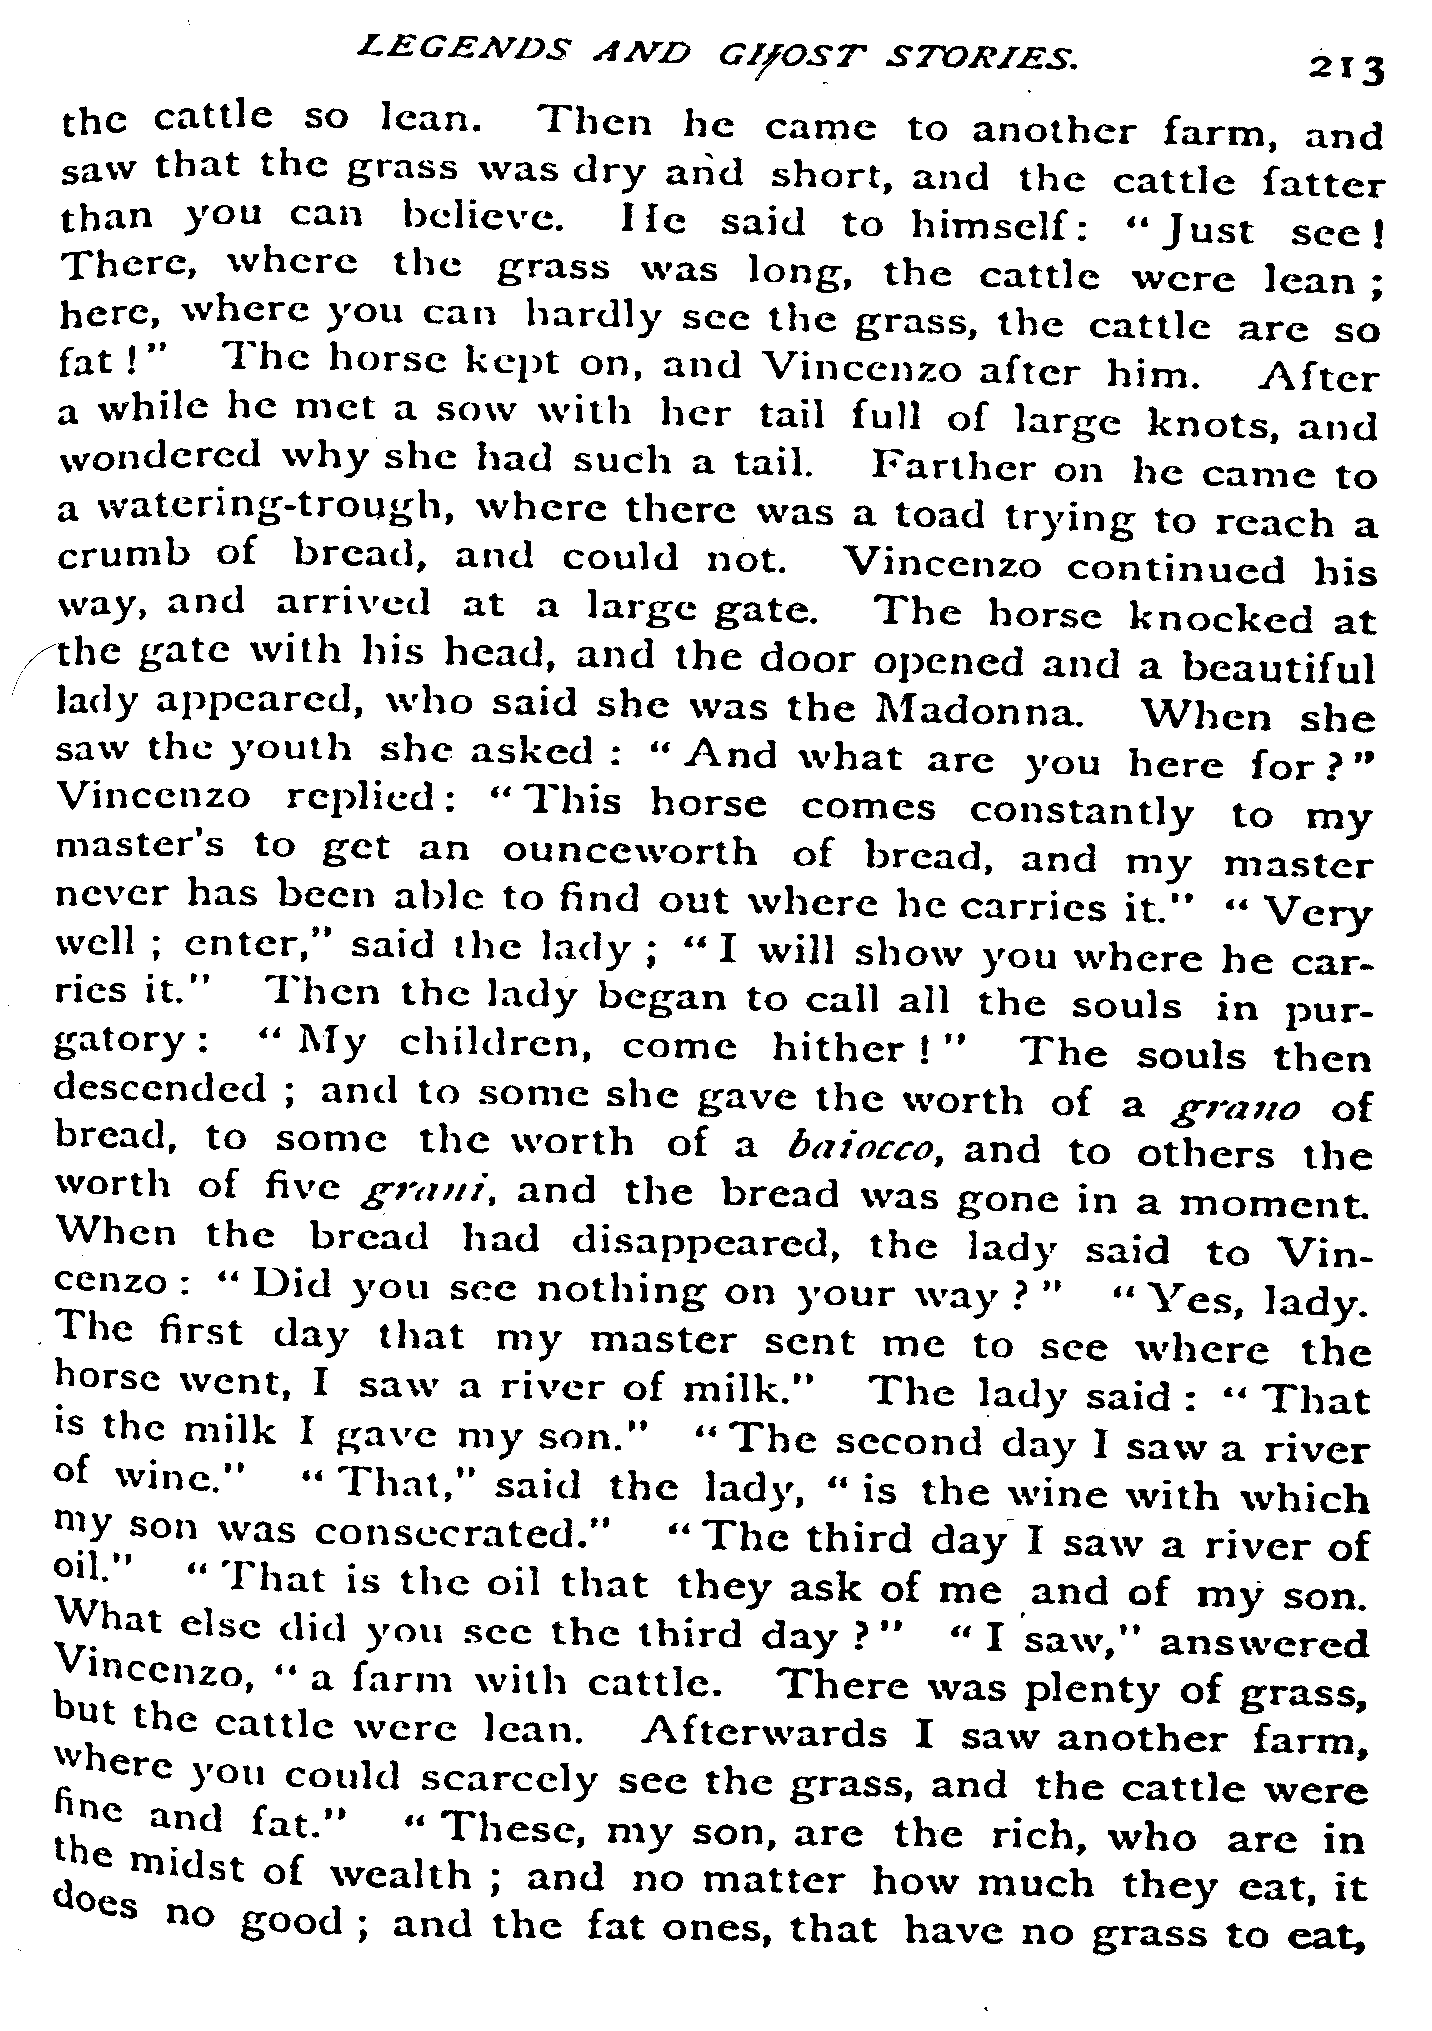 LEGENDS AND GHOST STORIES. 213
the cattle so lean. Then he came to another farm, and
saw that the grass was dry and short, and the cattle fatter
than you can believe. He said to himself: “Just see!
There, where the grass was long, the cattle were lean;
here, where you can hardly see the grass, the cattle are so
fat!” The horse kept on, and Vincenzo after him. After
a while he met a sow with her tail full of large knots, and
wondered why she had such a tail. Farther on he came to
a watering-trough, where there was a toad trying to reach a
crumb of bread, and could not. Vincenzo continued his
way, and arrived at a large gate. The horse knocked at
the gate with his head, and the door opened and a beautiful
lady appeared, who said she was the Madonna. When she
saw the youth she asked: “And what are you here for?”
Vincenzo replied: “This horse comes constantly to my
master's to get an ounceworth of bread, and my master
never has been able to find out where he carries it.” “Very
well; enter,” said the lady; “I will show you where he car-
ries it.” Then the lady began to call all the souls in pur-
gatory: “My children, come hither!” The souls then
descended; and to some she gave the worth of a grano of
bread, to some the worth of a baiocco, and to others the
worth of five grani, and the bread was gone in a moment.
When the bread had disappeared, the lady said to Vin-
cenzo: “Did you see nothing on your way?” “Yes, lady.
The first day that my master sent me to see where the
horse went, I saw a river of milk.” The lady said: “That
is the milk I gave my son.” “The second day I saw a river
of wine.” “That,” said the lady, “is the wine with which
my son was consecrated.” “The third day I saw a river of
oil.” “That is the oil that they ask of me and of my son.
What else did you see the third day?” “I saw,” answered
Vincenzo, “a farm with cattle. There was plenty of grass,
but the cattle were lean. Afterwards I saw another farm,
where you could scarcely see the grass, and the cattle were
fine and fat.” “These, my son, are the rich, who are in
the midst of wealth; and no matter how much they eat, it
does no good; and the fat ones, that have no grass to eat,